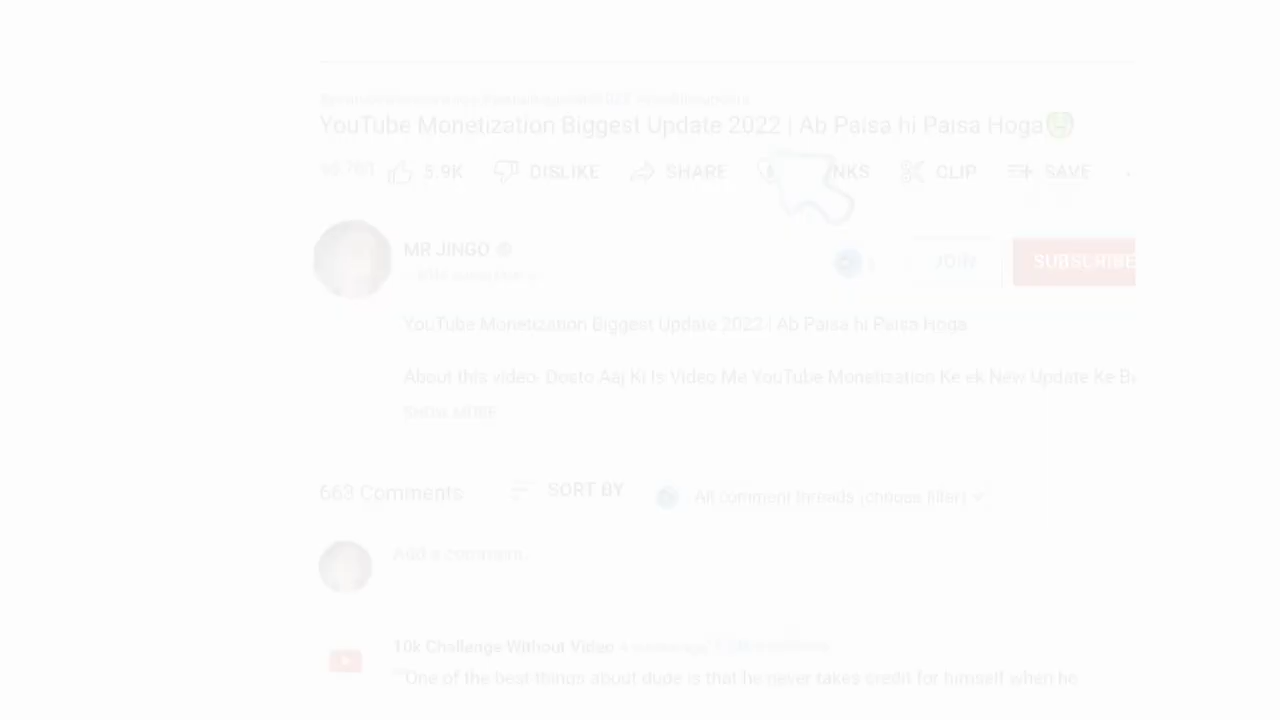 YouTube Monetization Biggest Update 2022 | Ab Paisa hi Paisa Hoga
5.9K DISLIKE SHARE NKS CLIP SAVE
MR JINGO
JOIN SUBSCRIBE
YouTube Monetization Biggest Update 2022 | Ab Paisa hi Paisa Hoga
About this video- Dosto Aaj Ki Is Video Me YouTube Monetization Ke ek New Update Ke
SHOW MORE
663 Comments SORT BY All comment threads (choose filter)
Add a comment...
10k Challenge Without Video
"One of the best things about dude is that he never takes credit for himself when he